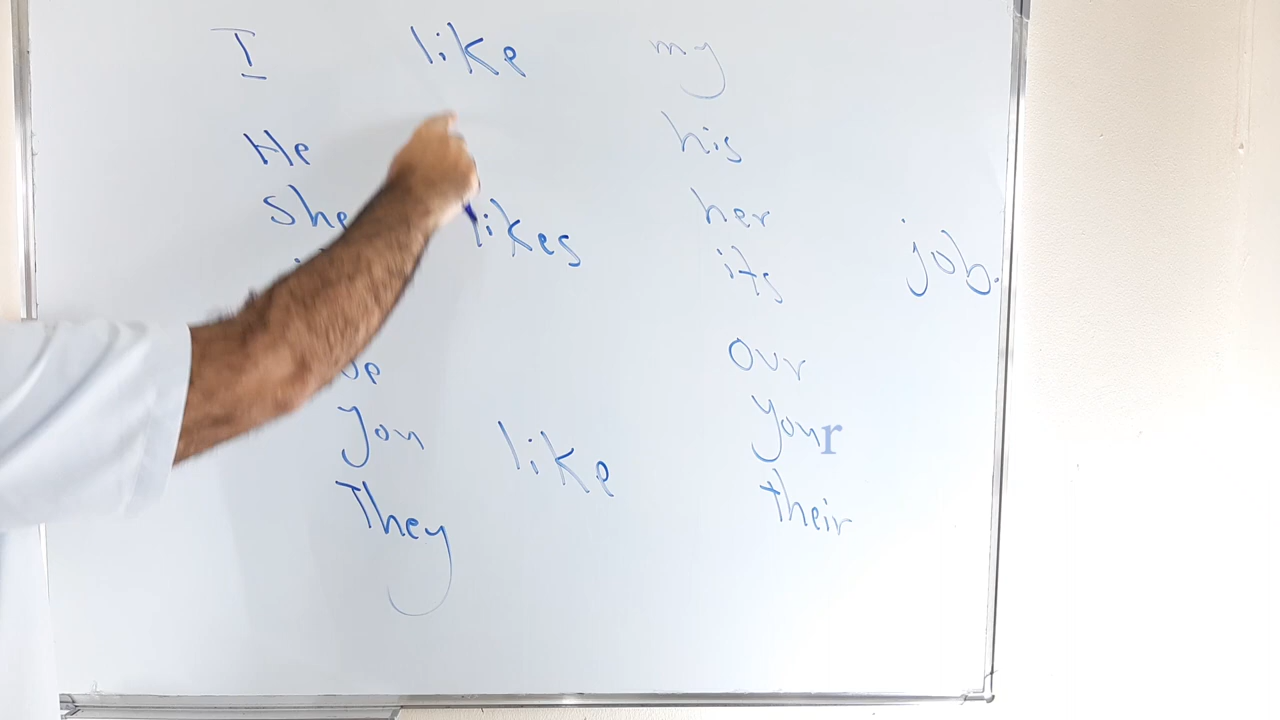 I like my
He his
She likes her
its job.
our
you like your
They their